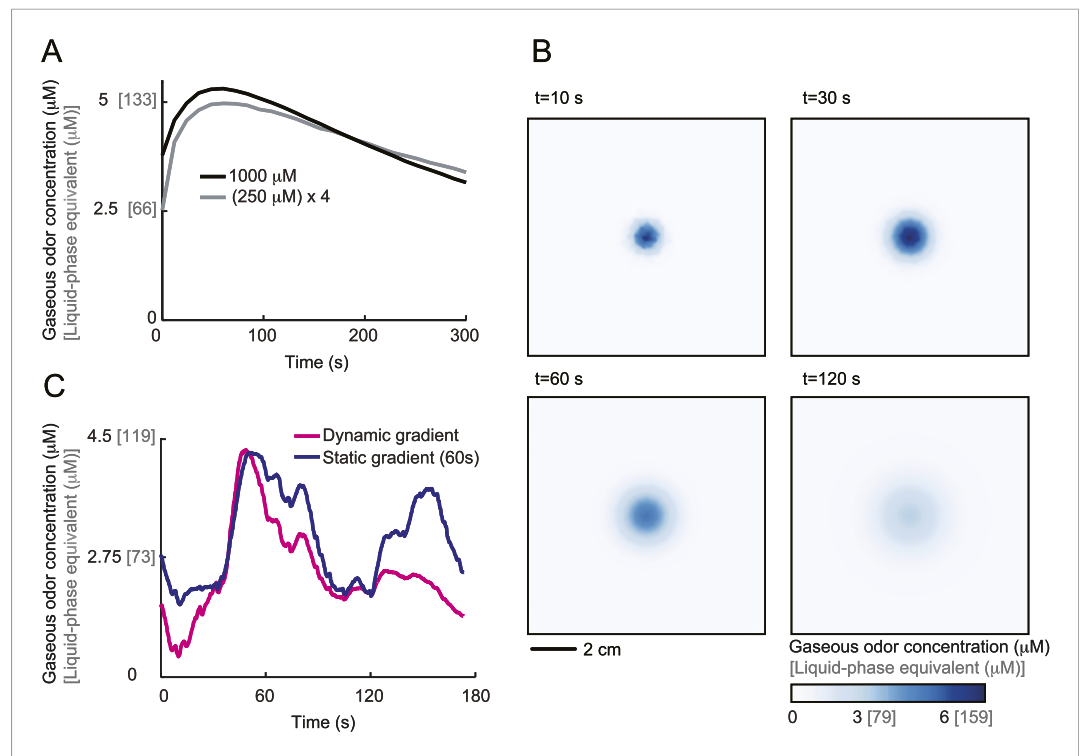 A
Gaseous odor concentration (μM)
[Liquid-phase equivalent (μM)]
5 [133]
2.5 [66]
0
1000 μM
(250 μM) x 4
0 100 200 300
Time (s)
B
t=10 s
t=30 s
t=60 s
t=120 s
2 cm
Gaseous odor concentration (μM)
[Liquid-phase equivalent (μM)]
0 3 [79] 6 [159]
C
Gaseous odor concentration (μM)
[Liquid-phase equivalent (μM)]
4.5 [119]
2.75 [73]
0
Dynamic gradient
Static gradient (60s)
0 60 120 180
Time (s)